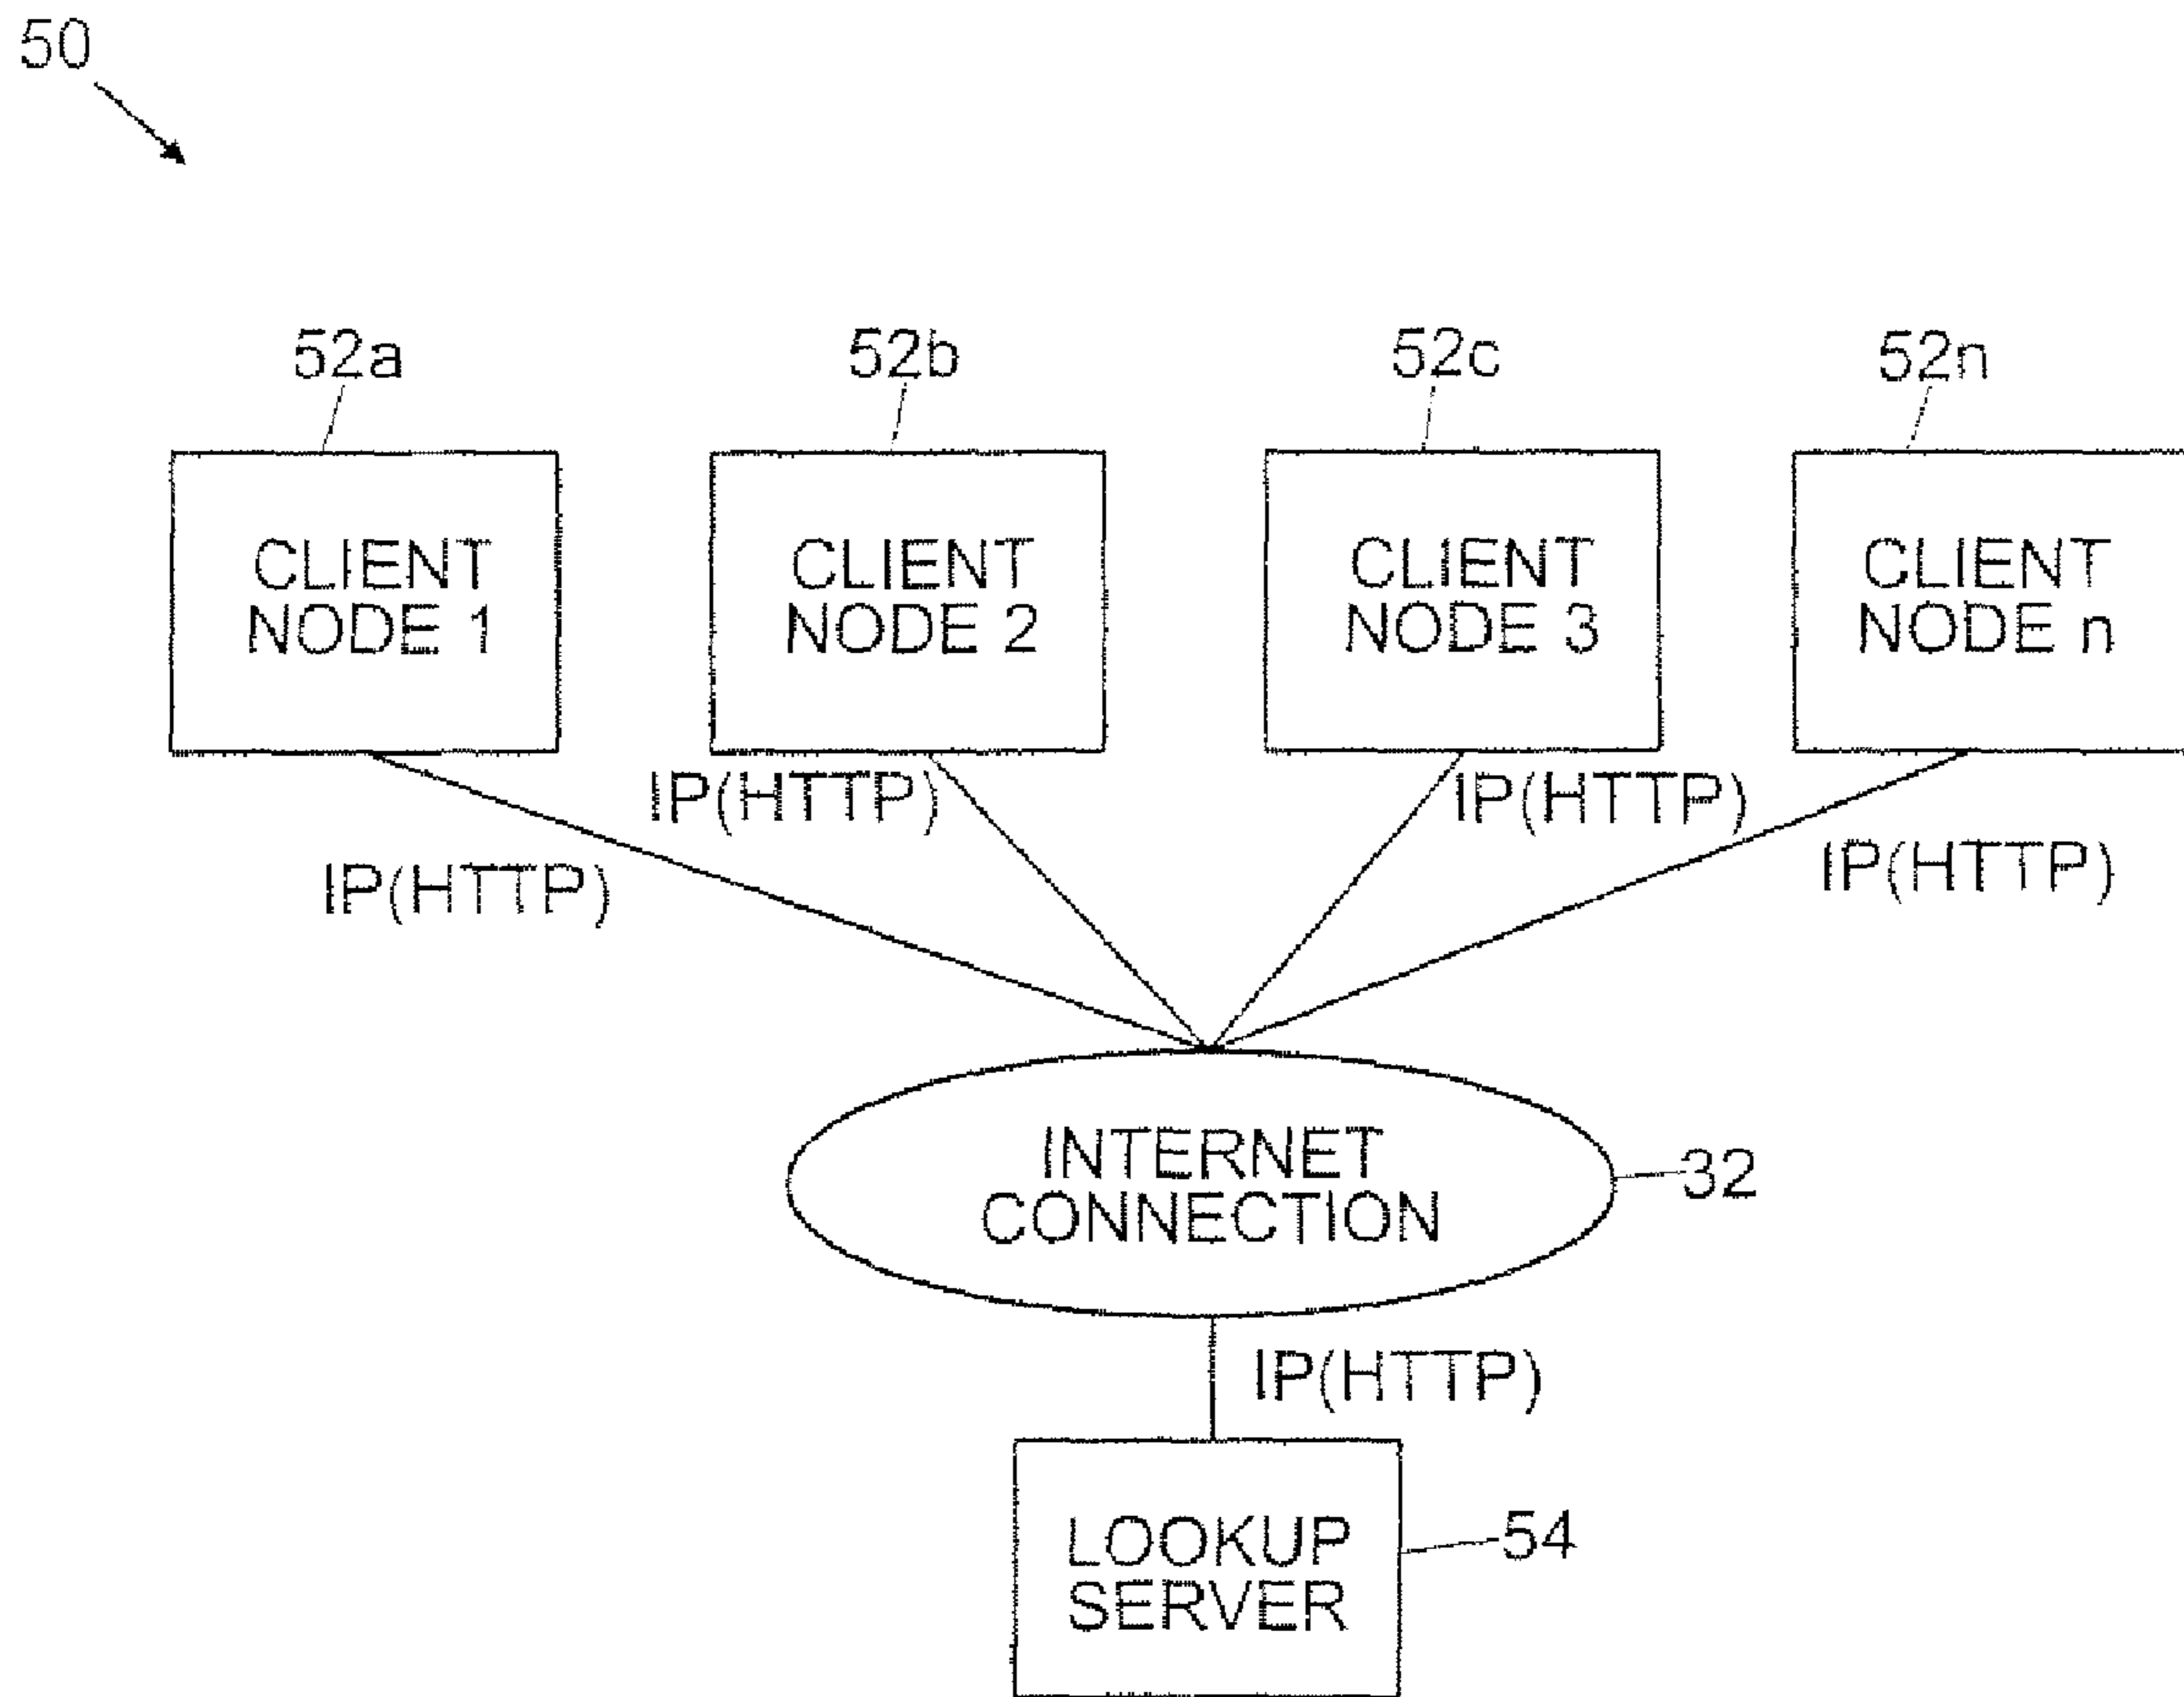 50
52a
52b
52c
52n
CLIENT
NODE 1
CLIENT
NODE 2
CLIENT
NODE 3
CLIENT
NODE n
IP(HTTP)
IP(HTTP)
IP(HTTP)
IP(HTTP)
INTERNET
CONNECTION
32
IP(HTTP)
LOOKUP
SERVER
54